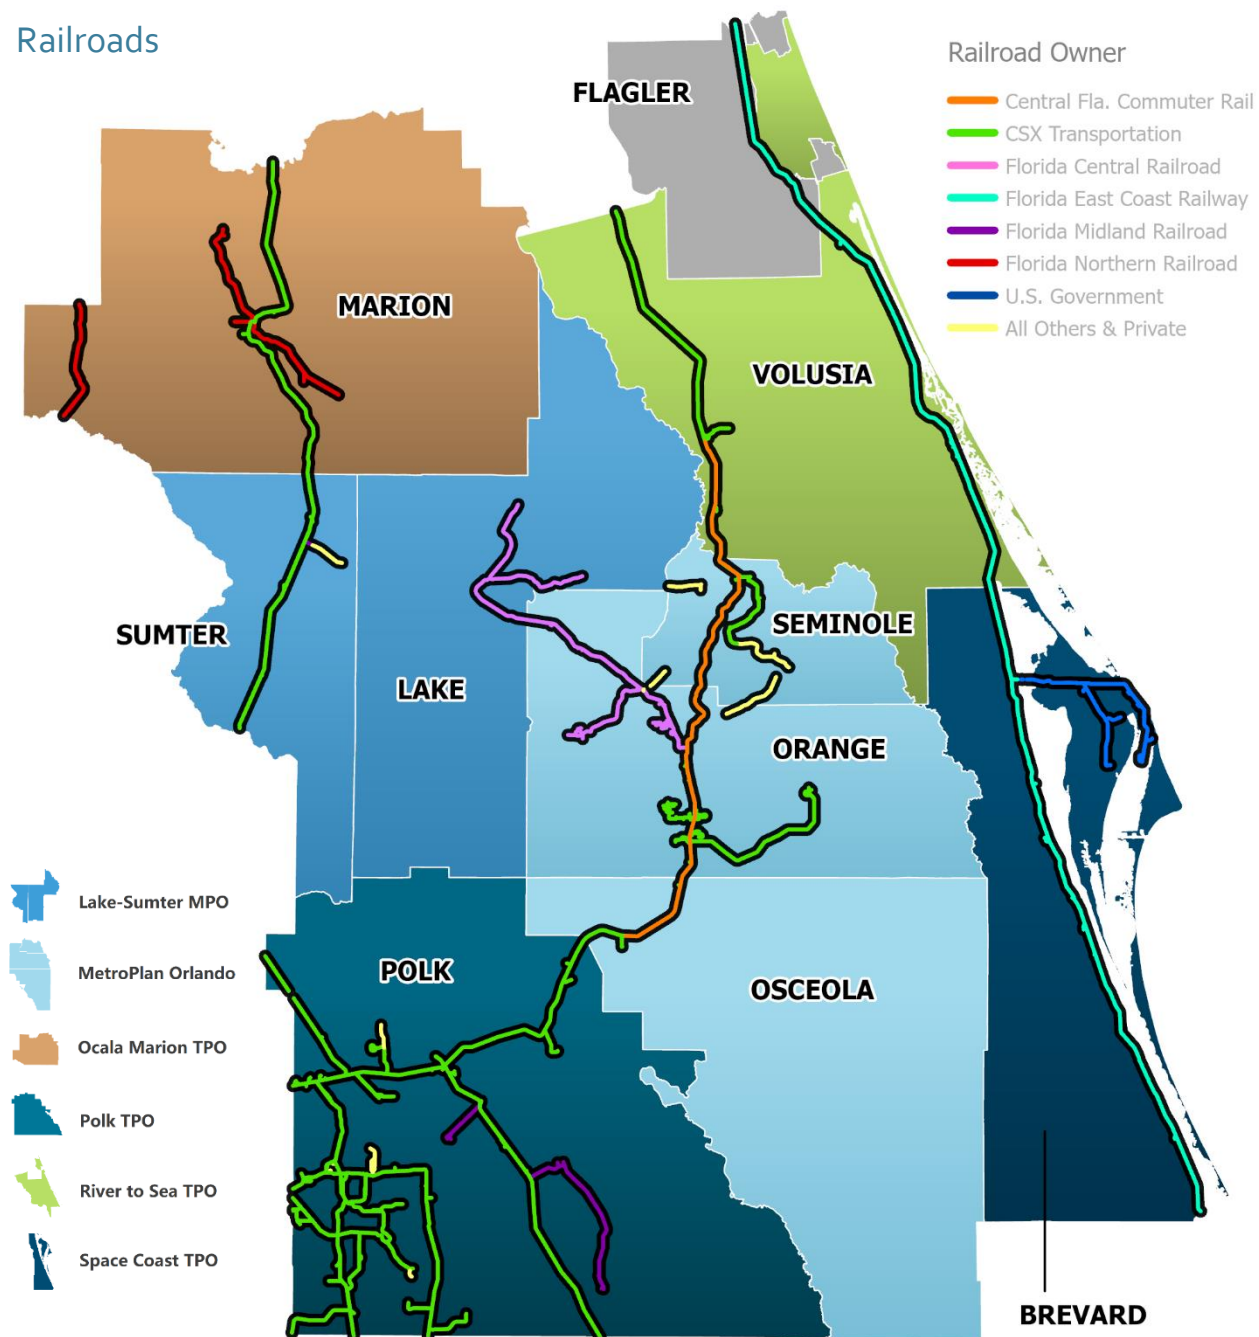 Railroads
FLAGLER
MARION
VOLUSIA
SUMTER
SEMINOLE
LAKE
ORANGE
POLK
OSCEOLA
BREVARD
Railroad Owner
Central Fla. Commuter Rail
CSX Transportation
Florida Central Railroad
Florida East Coast Railway
Florida Midland Railroad
Florida Northern Railroad
U.S. Government
All Others & Private
Lake-Sumter MPO
MetroPlan Orlando
Ocala Marion TPO
Polk TPO
River to Sea TPO
Space Coast TPO